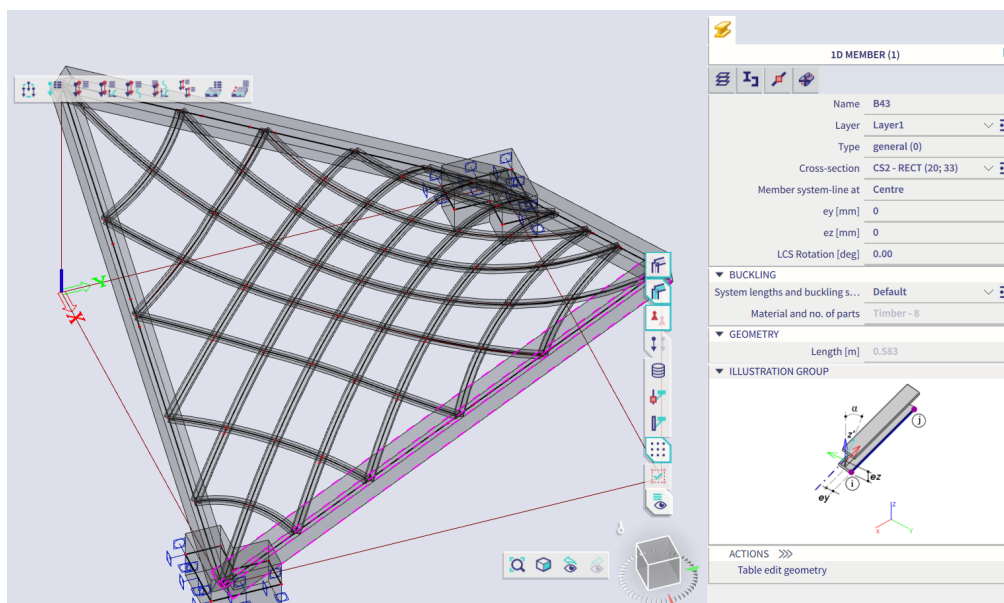 1D MEMBER (1)
Name B43
Layer Layer1
Type general (0)
Cross-section CS2 - RECT (20; 33)
Member system-line at Centre
ey [mm] 0
ez [mm] 0
LCS Rotation [deg] 0.00
BUCKLING
System lengths and buckling s... Default
Material and no. of parts Timber - 8
GEOMETRY
Length [m] 0.583
ILLUSTRATION GROUP
α
z'
j
ez
i
ey
z
x
y
ACTIONS >>>
Table edit geometry
X
X